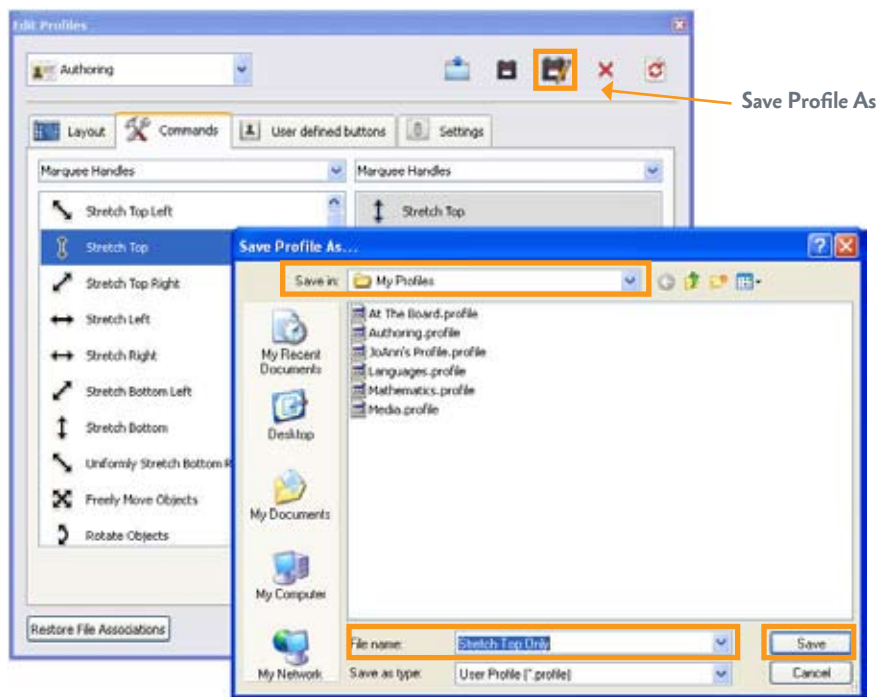 Edit Profiles
Authoring
Save Profile As
Layout
Commands
User defined buttons
Settings
Marquee Handles
Marquee Handles
Stretch Top Left
Stretch Top
Stretch Top
Stretch Top Right
Stretch Left
Stretch Right
Stretch Bottom Left
Stretch Bottom
Uniformly Stretch Bottom R
Freely Move Objects
Rotate Objects
Restore File Associations
Save Profile As...
Save in:
My Profiles
At The Board.profile
Authoring.profile
JoAnn's Profile.profile
Languages.profile
Mathematics.profile
Media.profile
My Recent
Documents
Desktop
My Documents
My Computer
My Network
File name:
Stretch Top Only
Save
Save as type:
User Profile (*.profile)
Cancel